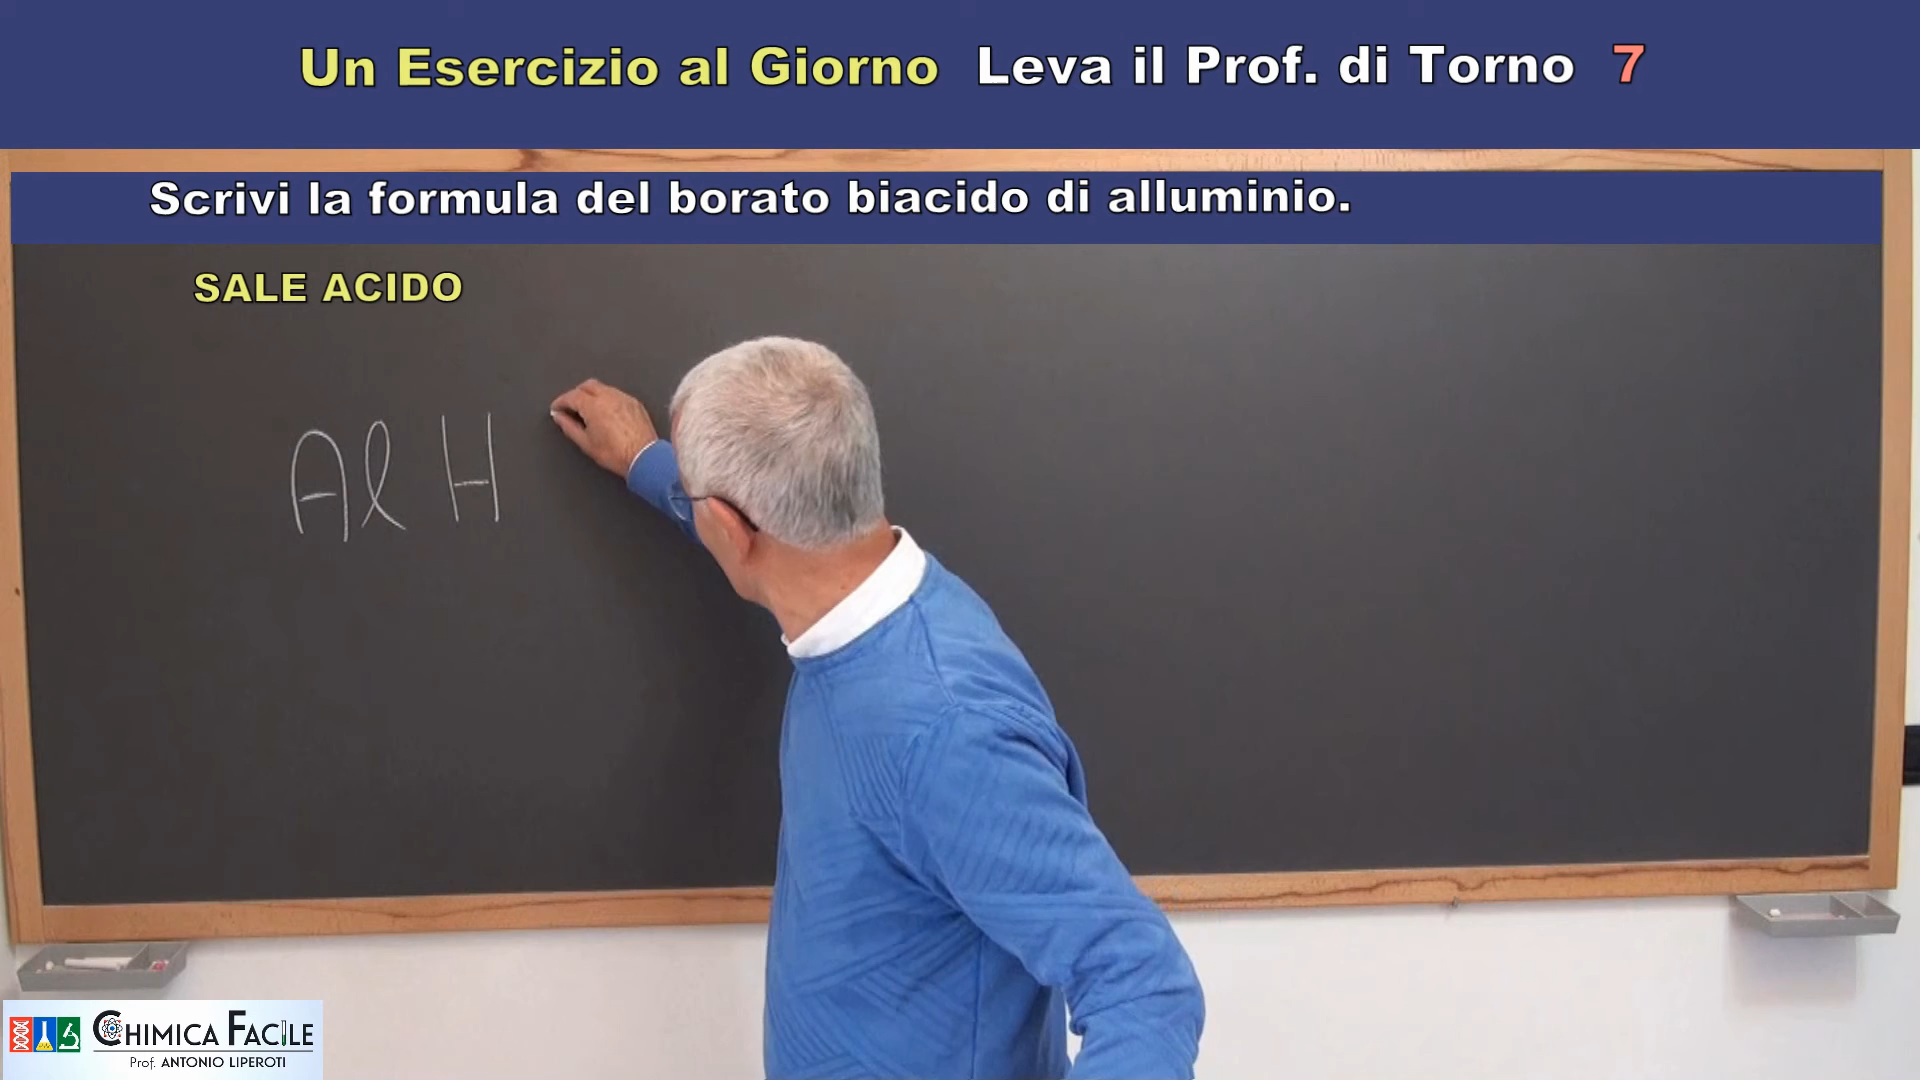 Un Esercizio al Giorno Leva il Prof. di Torno 7
Scrivi la formula del borato biacido di alluminio.
SALE ACIDO
Al H
CHIMICA FACILE
Prof. ANTONIO LIPEROTI